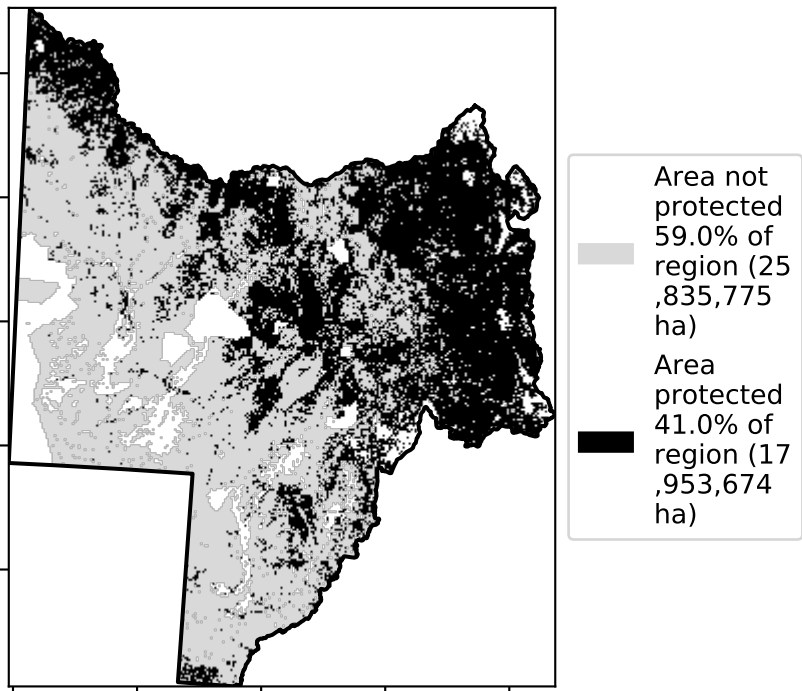 Area not
protected
59.0% of
region (25
,835,775
ha)
Area
protected
41.0% of
region (17
,953,674
ha)